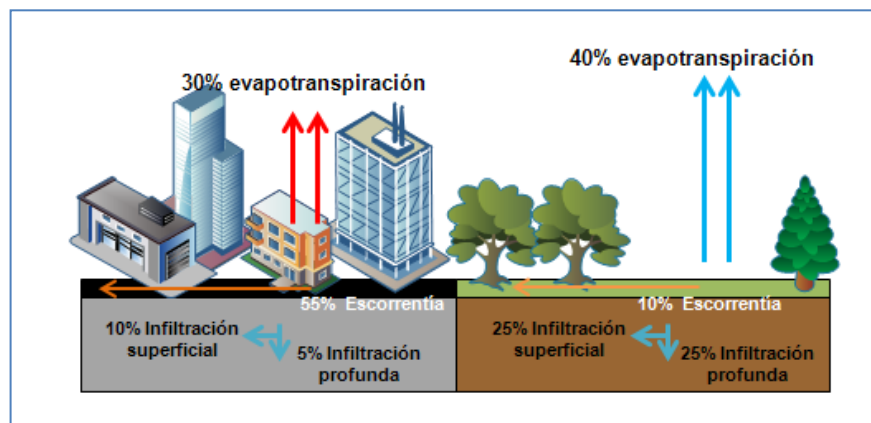 30% evapotranspiración
40% evapotranspiración
55% Escorrentía
10% Infiltración
superficial
5% Infiltración
profunda
10% Escorrentía
25% Infiltración
superficial
25% Infiltración
profunda